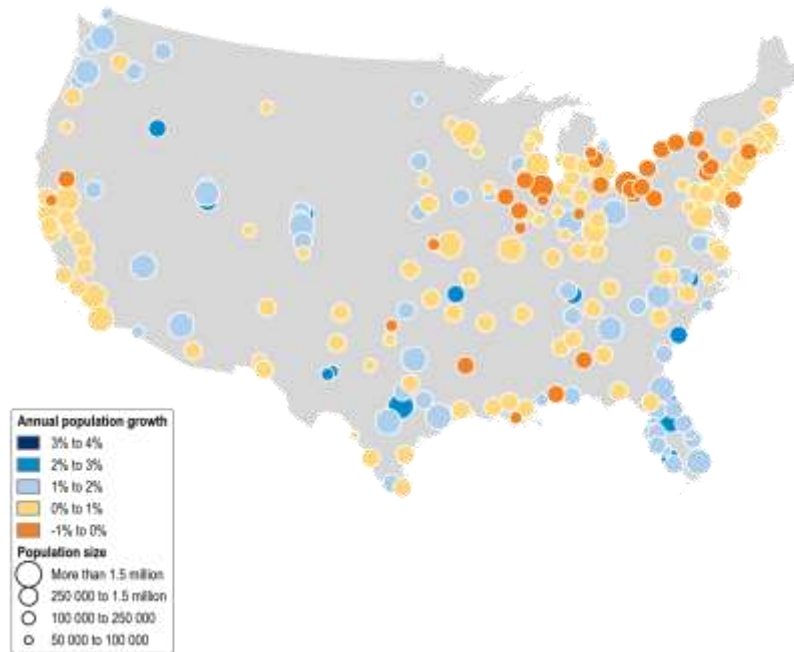 Annual population growth
3% to 4%
2% to 3%
1% to 2%
0% to 1%
-1% to 0%
Population size
More than 1.5 million
250 000 to 1.5 million
100 000 to 250 000
50 000 to 100 000